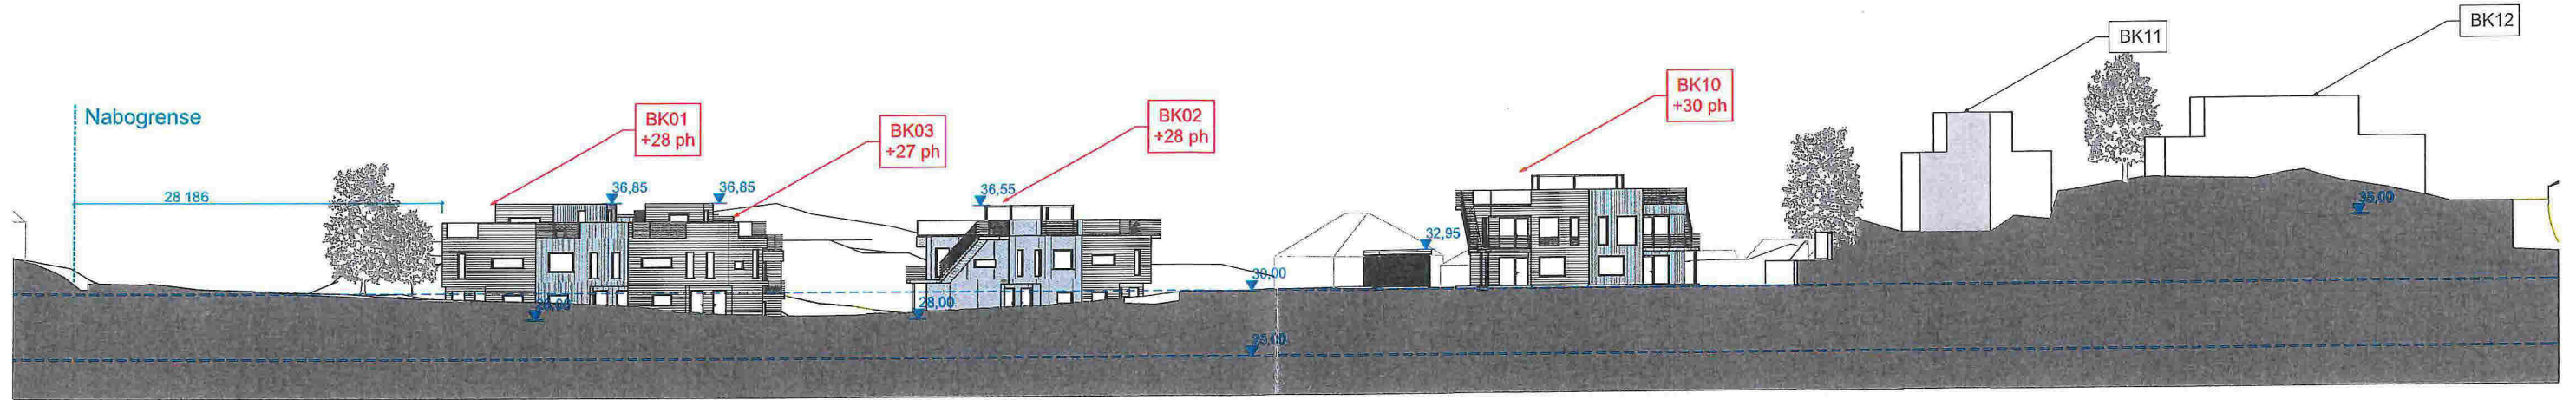 BK12
BK11
BK10
+30 ph
Nabogrense
BK01
+28 ph
BK02
+28 ph
BK03
+27 ph
28 186
36,85
36,85
36,55
35,00
32,95
30,00
28,00
25,00